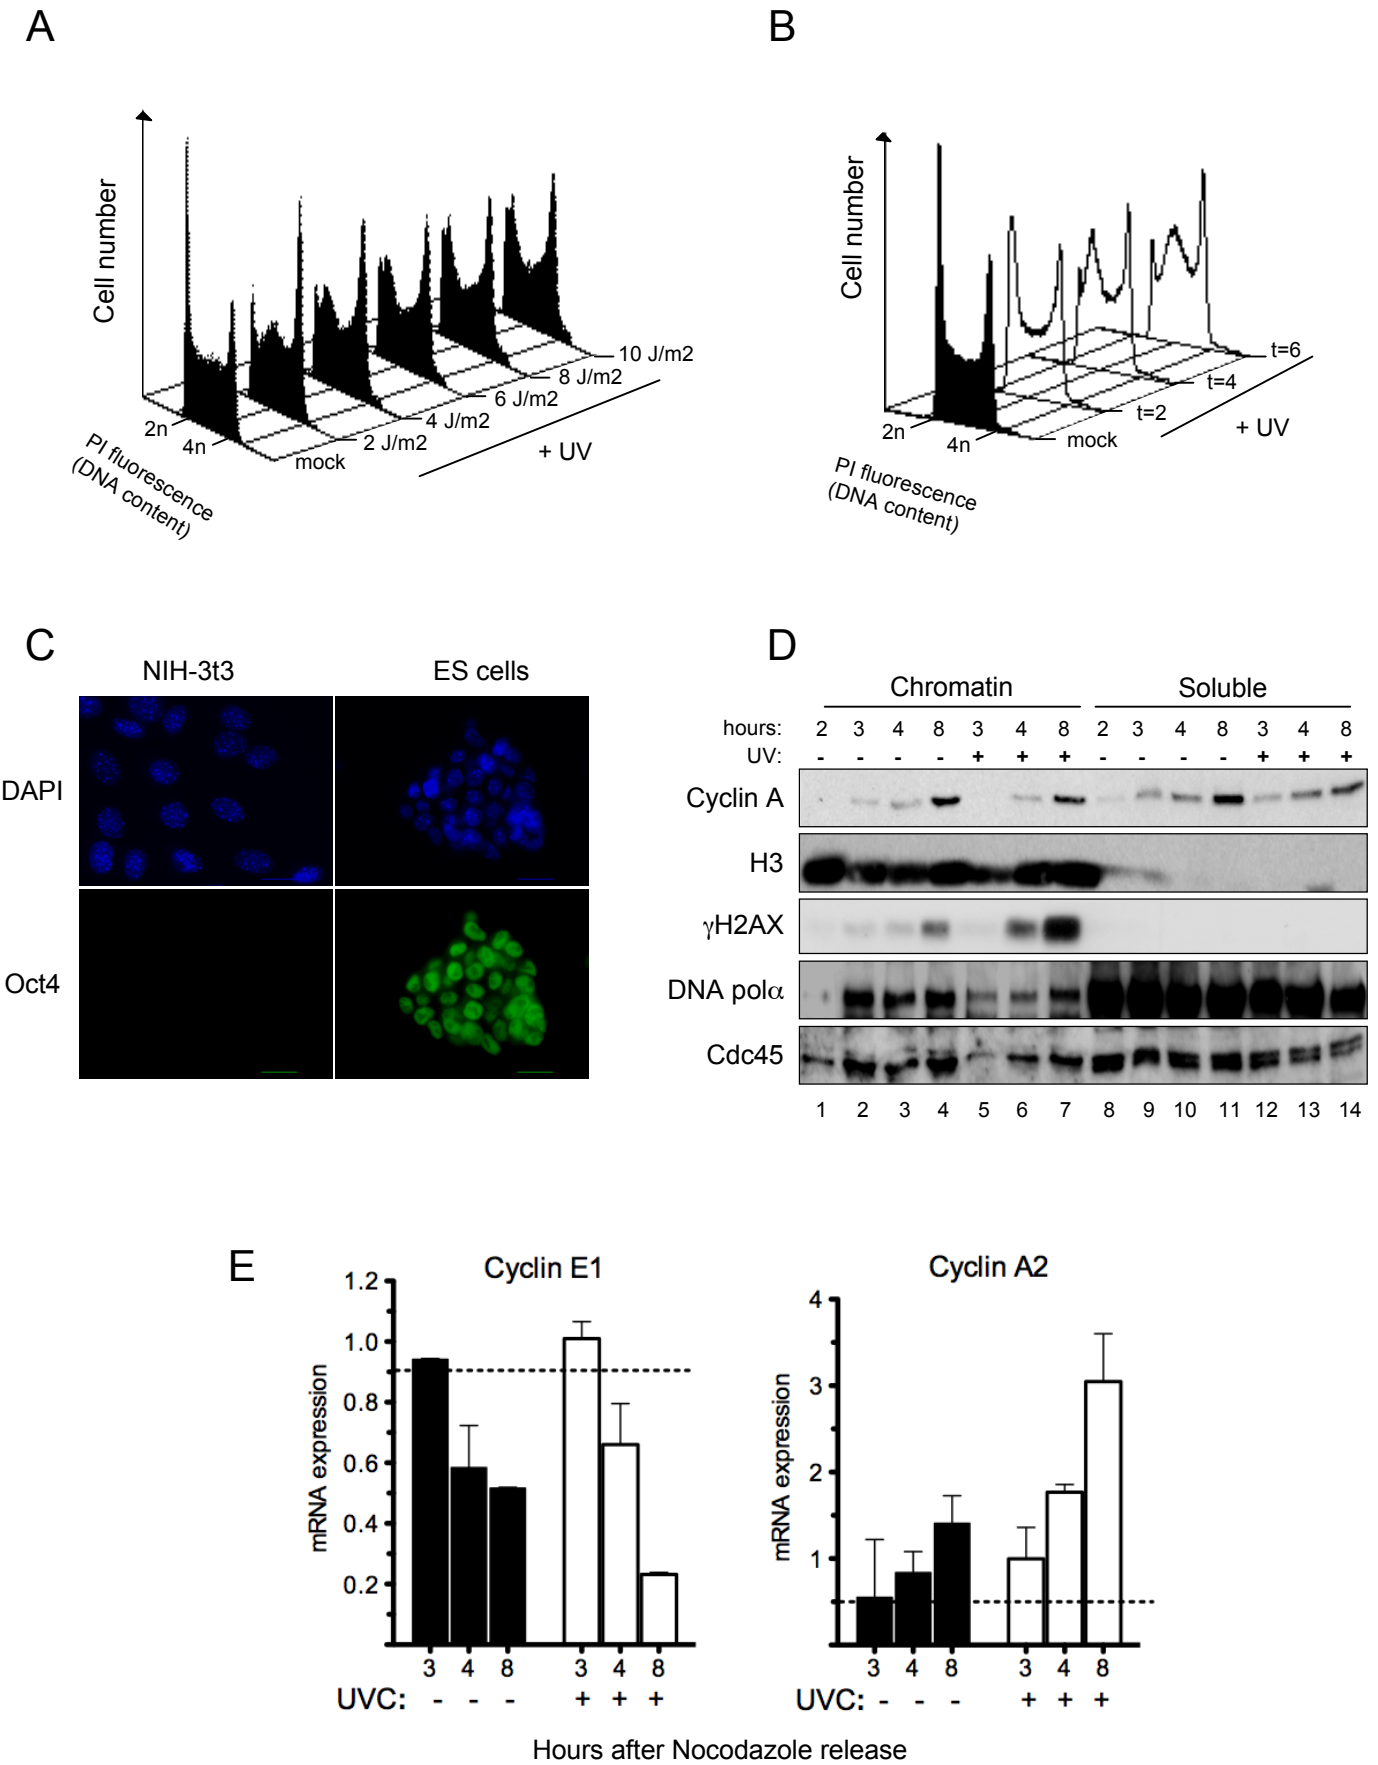 A
Cell number
2n
4n
PI fluorescence
(DNA content)
mock
2 J/m2
4 J/m2
6 J/m2
8 J/m2
10 J/m2
+ UV
B
Cell number
2n
4n
PI fluorescence
(DNA content)
mock
t=2
t=4
t=6
+ UV
C
NIH-3t3 ES cells
DAPI
Oct4
D
Chromatin Soluble
hours: 2 3 4 8 3 4 8 2 3 4 8 3 4 8
UV: - - - - + + + - - - - + + +
Cyclin A
H3
γH2AX
DNA polα
Cdc45
1 2 3 4 5 6 7 8 9 10 11 12 13 14
E
Cyclin E1
mRNA expression
1.2
1.0
0.8
0.6
0.4
0.2
3 4 8 3 4 8
UVC: - - - + + +
Cyclin A2
mRNA expression
4
3
2
1
3 4 8 3 4 8
UVC: - - - + + +
Hours after Nocodazole release